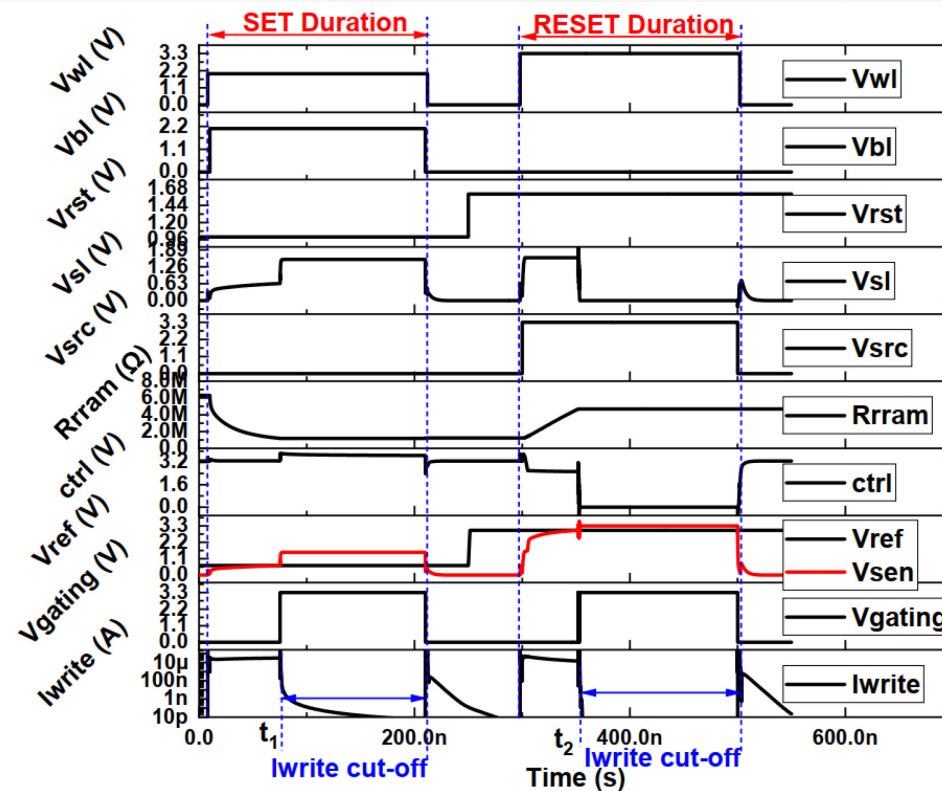 SET Duration
RESET Duration
Vwl (V)
3.3
2.2
1.1
0.0
Vwl
Vbl (V)
2.2
1.1
0.0
Vbl
Vrst (V)
1.68
1.44
1.20
0.96
Vrst
Vsl (V)
1.89
1.26
0.63
0.00
Vsl
Vsrc (V)
3.3
2.2
1.1
0.0
Vsrc
Rrram (Ω)
8.0M
6.0M
4.0M
2.0M
0.0
Rrram
ctrl (V)
3.2
1.6
0.0
ctrl
Vref (V)
3.3
2.2
1.1
0.0
Vref
Vsen
Vgating (V)
3.3
2.2
1.1
0.0
Vgating
Iwrite (A)
10µ
100n
1n
10p
Iwrite
0.0
t1
200.0n
t2
400.0n
600.0n
Iwrite cut-off
Iwrite cut-off
Time (s)